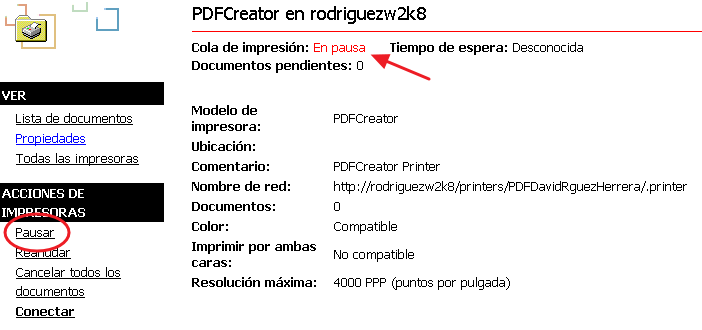 PDFCreator en rodriguezw2k8
Cola de impresión: En pausa Tiempo de espera: Desconocida
Documentos pendientes: 0
VER
Lista de documentos
Propiedades
Todas las impresoras
ACCIONES DE
IMPRESORAS
Pausar
Reanudar
Cancelar todos los
documentos
Conectar
Modelo de
impresora: PDFCreator
Ubicación:
Comentario: PDFCreator Printer
Nombre de red: http://rodriguezw2k8/printers/PDFDavidRguezHerrera/.printer
Documentos: 0
Color: Compatible
Imprimir por ambas
caras: No compatible
Resolución máxima: 4000 PPP (puntos por pulgada)